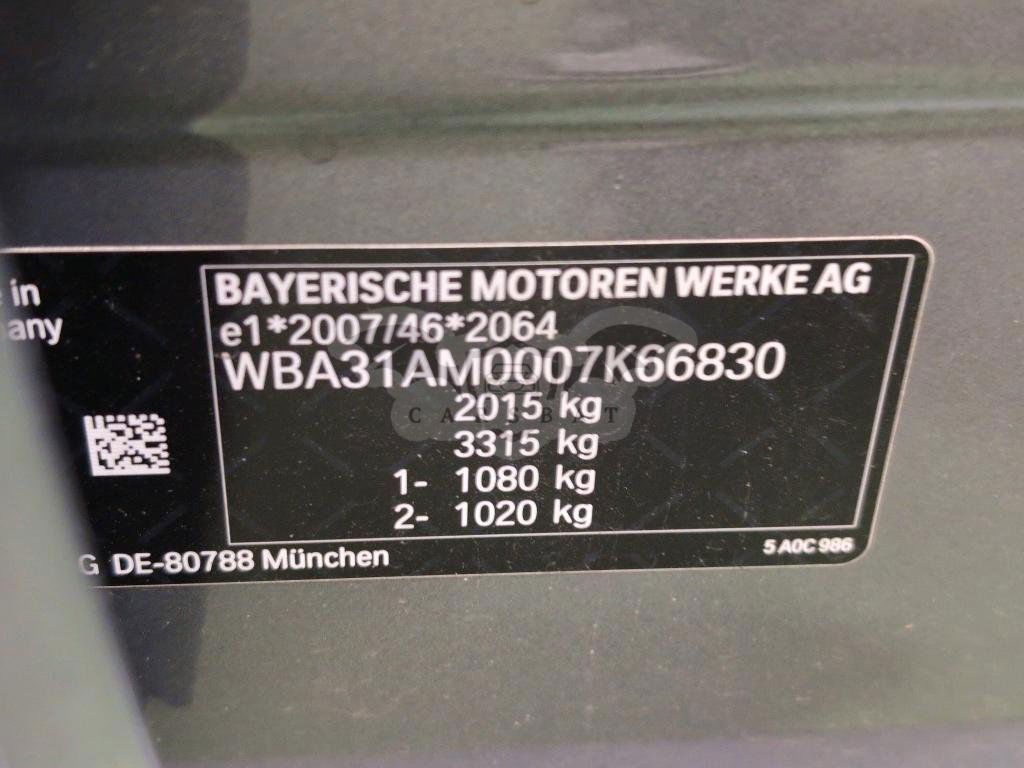 in
any
BAYERISCHE MOTOREN WERKE AG
e1*2007/46*2064
WBA31AM0007K66830
2015 kg
3315 kg
1- 1080 kg
2- 1020 kg
G DE-80788 München
5 A0C 986
CARSBAT